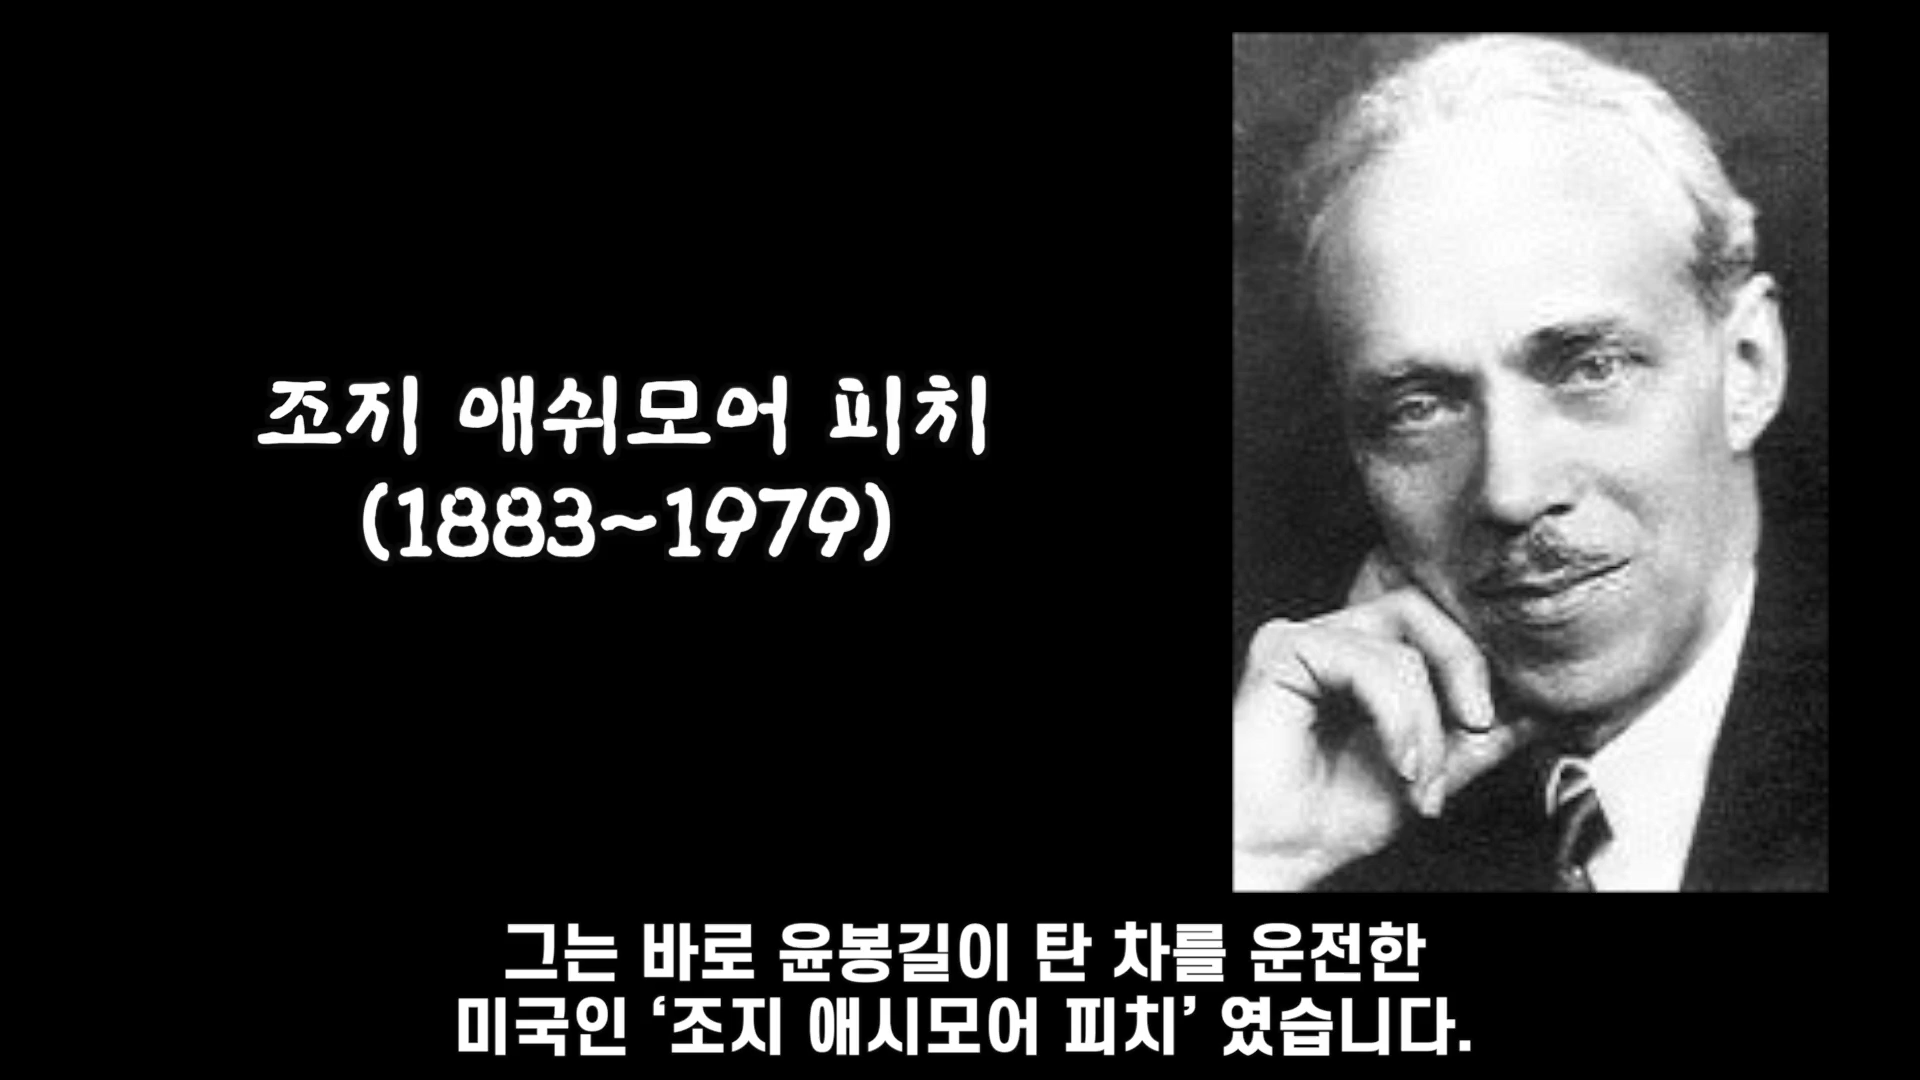 조지 애쉬모어 피치
(1883~1979)
그는 바로 윤봉길이 탄 차를 운전한
미국인 ‘조지 애시모어 피치’ 였습니다.